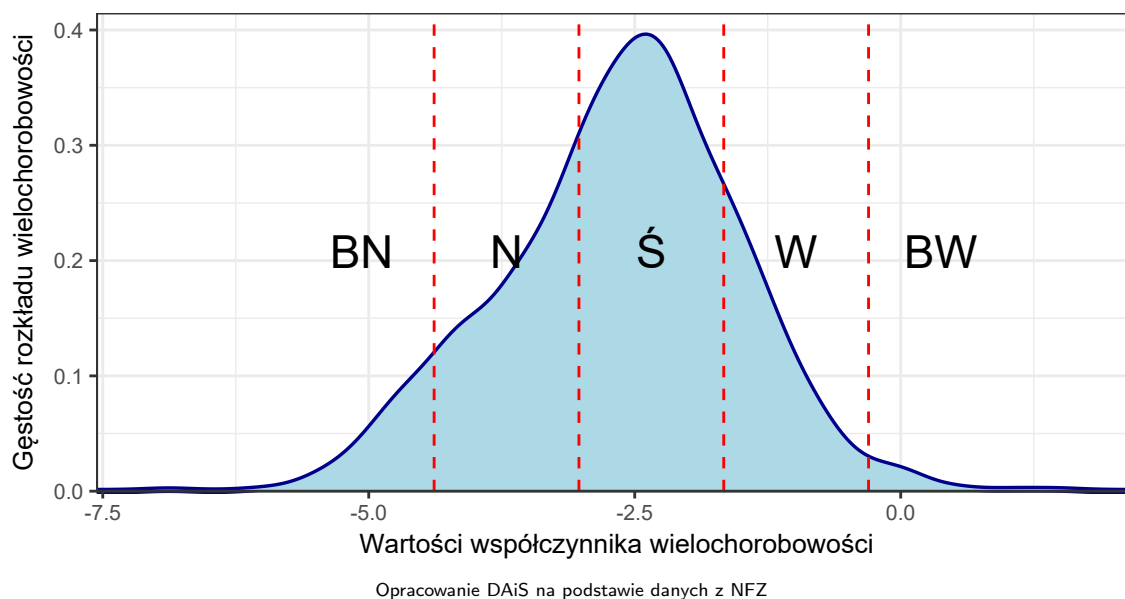 Gęstość rozkładu wielochorobowości
0.4
0.3
0.2
0.1
0.0
BN N Ś W BW
-7.5 -5.0 -2.5 0.0
Wartości współczynnika wielochorobowości
Opracowanie DAiS na podstawie danych z NFZ